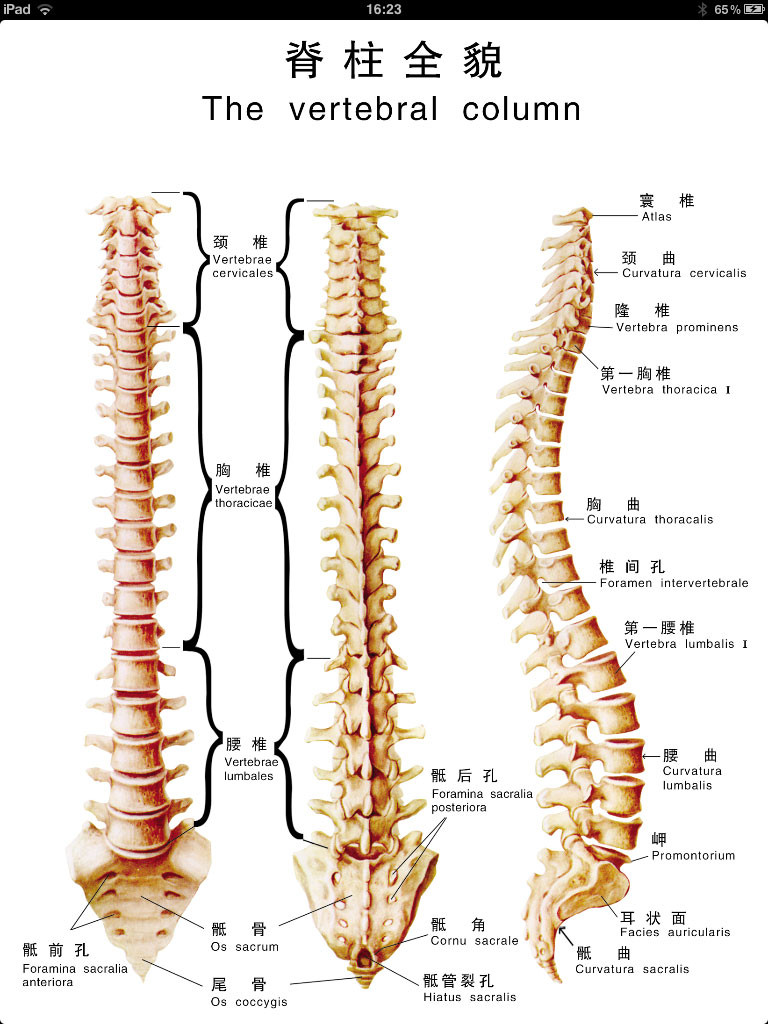 iPad
16:23
65%
脊柱全貌
The vertebral column
颈椎
Vertebrae
cervicales
胸椎
Vertebrae
thoracicae
腰椎
Vertebrae
lumbales
骶前孔
Foramina sacralia
anteriora
骶骨
Os sacrum
尾骨
Os coccygis
骶后孔
Foramina sacralia
posteriora
骶角
Cornu sacrale
骶管裂孔
Hiatus sacralis
寰椎
Atlas
颈曲
Curvatura cervicalis
隆椎
Vertebra prominens
第一胸椎
Vertebra thoracica I
胸曲
Curvatura thoracalis
椎间孔
Foramen intervertebrale
第一腰椎
Vertebra lumbalis I
腰曲
Curvatura
lumbalis
岬
Promontorium
耳状面
Facies auricularis
骶曲
Curvatura sacralis